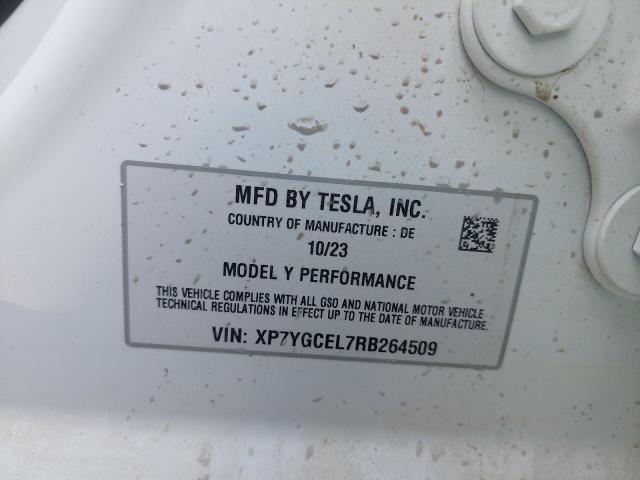 MFD BY TESLA, INC.
COUNTRY OF MANUFACTURE : DE
10/23
MODEL Y PERFORMANCE
THIS VEHICLE COMPLIES WITH ALL GSO AND NATIONAL MOTOR VEHICLE
TECHNICAL REGULATIONS IN EFFECT UP TO THE DATE OF MANUFACTURE.
VIN: XP7YGCEL7RB264509